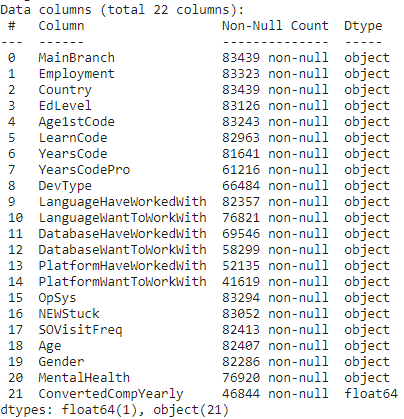 Data columns (total 22 columns):
 #   Column                  Non-Null Count  Dtype
---  ------                  --------------  -----
 0   MainBranch              83439 non-null  object
 1   Employment              83323 non-null  object
 2   Country                 83439 non-null  object
 3   EdLevel                 83126 non-null  object
 4   Age1stCode              83243 non-null  object
 5   LearnCode               82963 non-null  object
 6   YearsCode               81641 non-null  object
 7   YearsCodePro            61216 non-null  object
 8   DevType                 66484 non-null  object
 9   LanguageHaveWorkedWith  82357 non-null  object
 10  LanguageWantToWorkWith  76821 non-null  object
 11  DatabaseHaveWorkedWith  69546 non-null  object
 12  DatabaseWantToWorkWith  58299 non-null  object
 13  PlatformHaveWorkedWith  52135 non-null  object
 14  PlatformWantToWorkWith  41619 non-null  object
 15  OpSys                   83294 non-null  object
 16  NEWStuck                83052 non-null  object
 17  SOVisitFreq             82413 non-null  object
 18  Age                     82407 non-null  object
 19  Gender                  82286 non-null  object
 20  MentalHealth            76920 non-null  object
 21  ConvertedCompYearly     46844 non-null  float64
dtypes: float64(1), object(21)